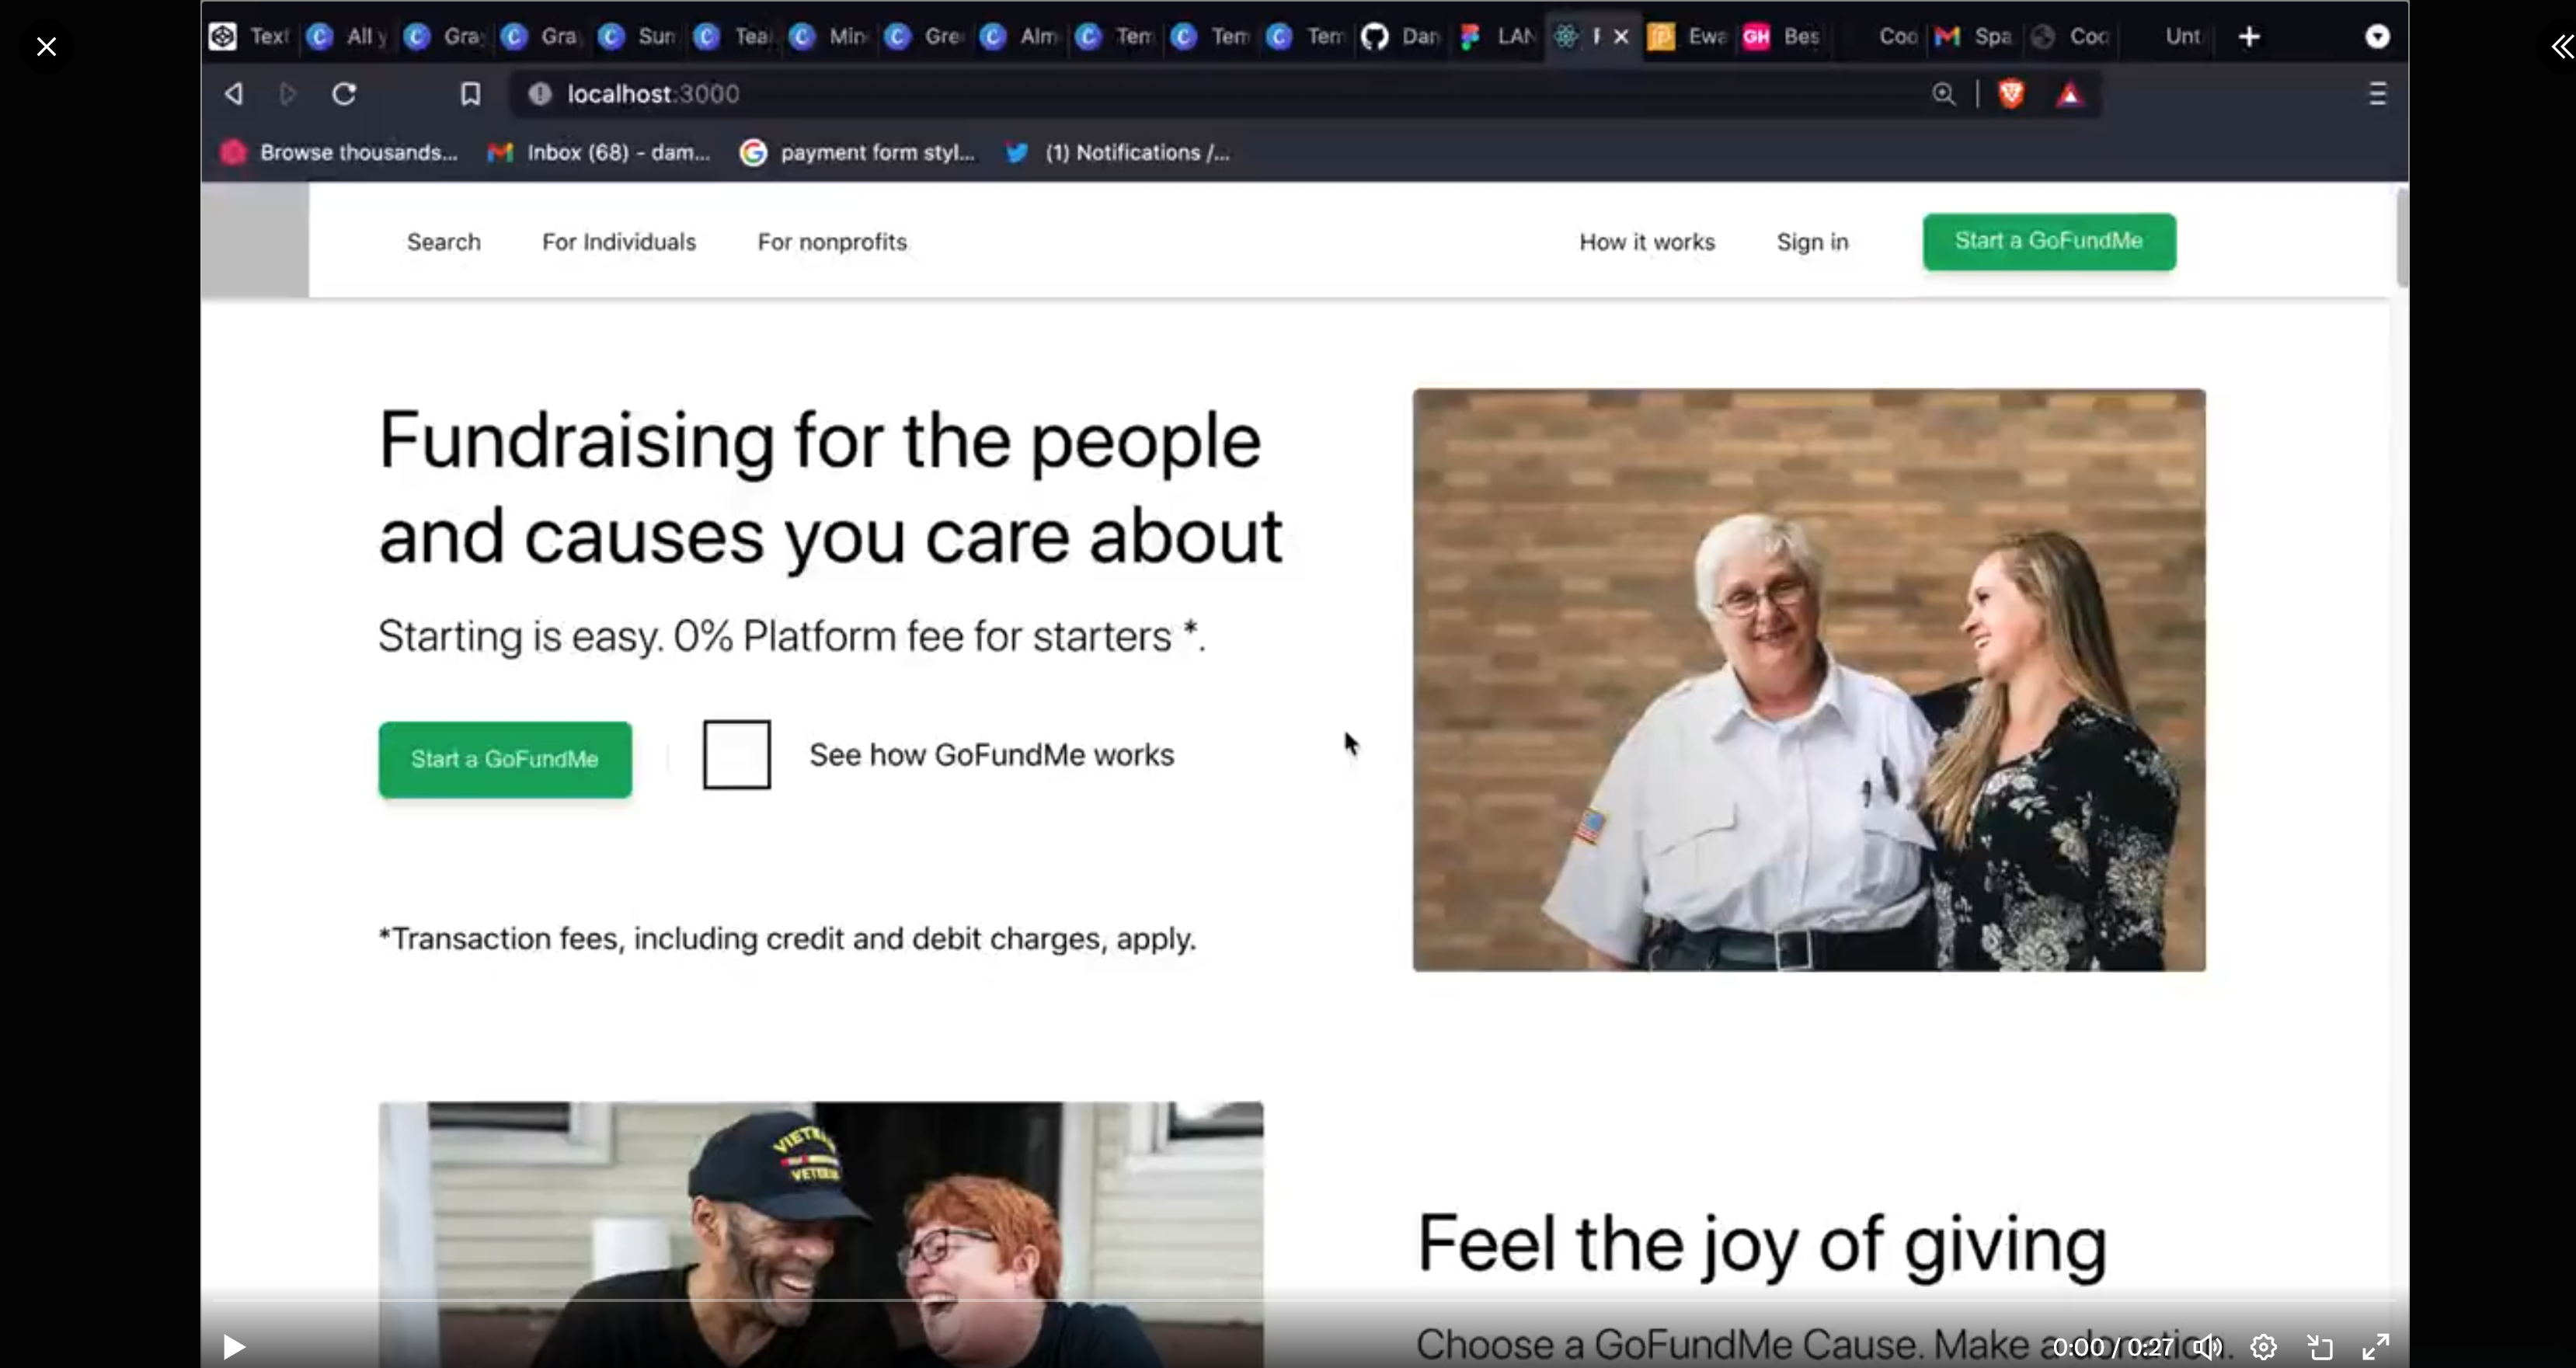 Text All y Gra Gra Sun Tea Min Gre Alm Tem Tem Tem Dan LAN Ewa GH Bes Coo Spa Coo Unt
localhost:3000
Browse thousands... Inbox (68) - dam... payment form styl... (1) Notifications /...
Search For Individuals For nonprofits How it works Sign in Start a GoFundMe
Fundraising for the people
and causes you care about
Starting is easy. 0% Platform fee for starters *.
Start a GoFundMe See how GoFundMe works
*Transaction fees, including credit and debit charges, apply.
VETERAN
Feel the joy of giving
Choose a GoFundMe Cause. Make a donation.
0:00 / 0:27